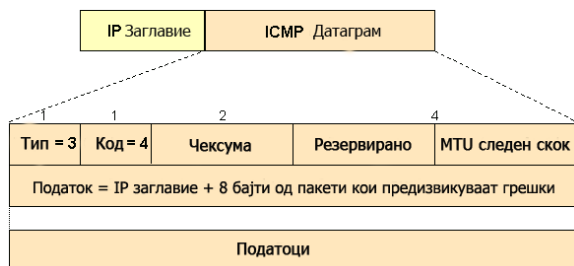 IP Заглавие ICMP Датаграм
1 1 2 4
Тип = 3 Код = 4 Чексума Резервирано MTU следен скок
Податок = IP заглавие + 8 бајти од пакети кои предизвикуваат грешки
Податоци